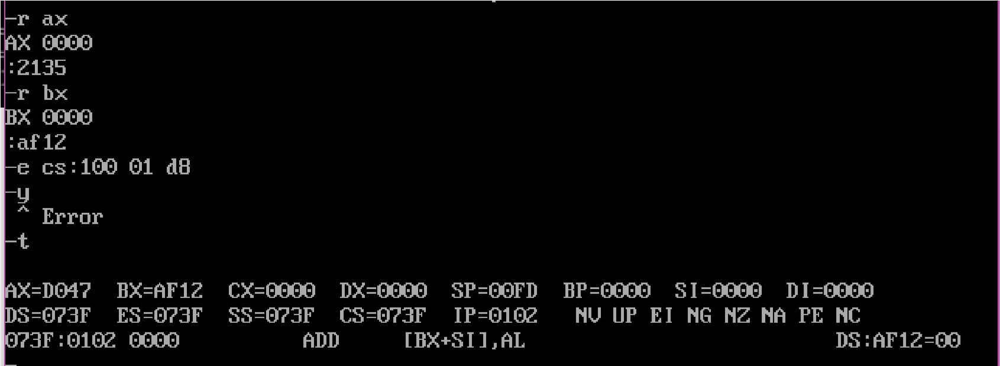 -r ax
AX 0000
:2135
-r bx
BX 0000
:af12
-e cs:100 01 d8
-y
 ^ Error
-t
AX=D047  BX=AF12  CX=0000  DX=0000  SP=00FD  BP=0000  SI=0000  DI=0000
DS=073F  ES=073F  SS=073F  CS=073F  IP=0102   NV UP EI NG NZ NA PE NC
073F:0102 0000          ADD     [BX+SI],AL                         DS:AF12=00